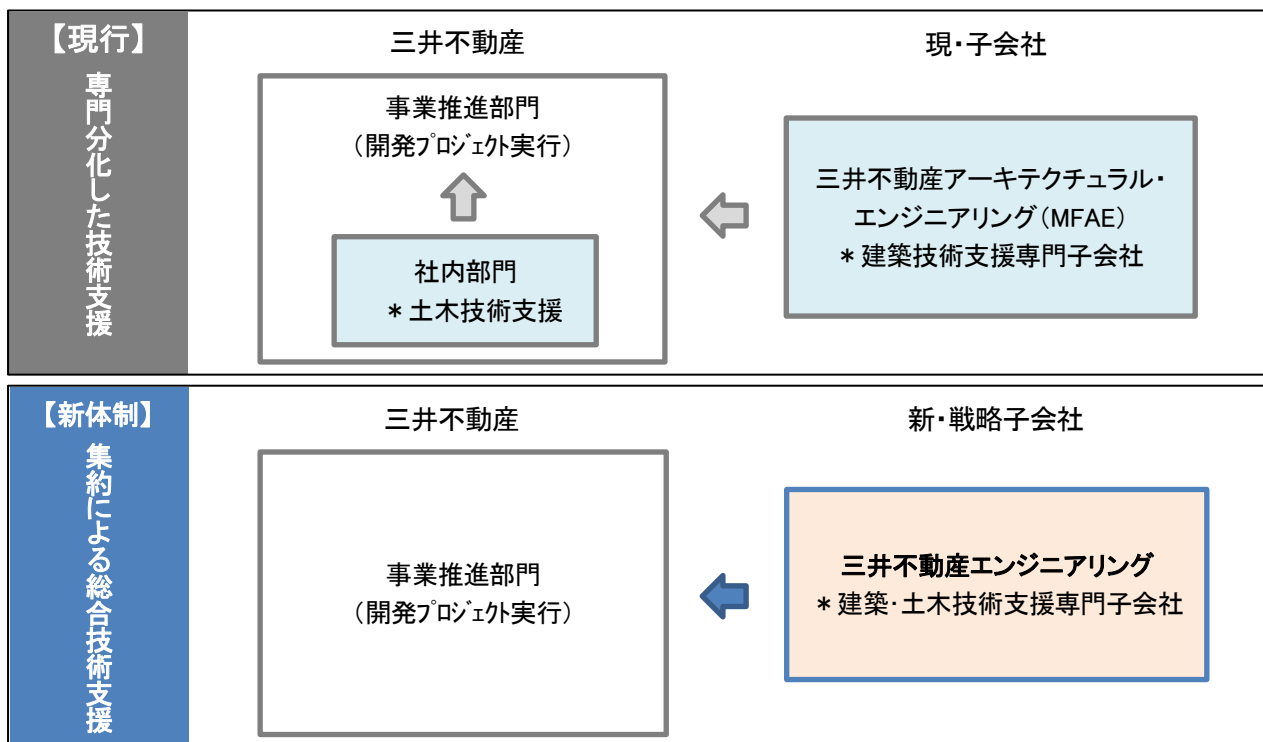 【現行】
専門分化した技術支援
三井不動産
事業推進部門
（開発ﾌﾟﾛｼﾞｪｸﾄ実行）
社内部門
＊土木技術支援
現・子会社
三井不動産アーキテクチュラル・
エンジニアリング（MFAE）
＊建築技術支援専門子会社
【新体制】
集約による総合技術支援
三井不動産
事業推進部門
（開発ﾌﾟﾛｼﾞｪｸﾄ実行）
新・戦略子会社
三井不動産エンジニアリング
＊建築・土木技術支援専門子会社